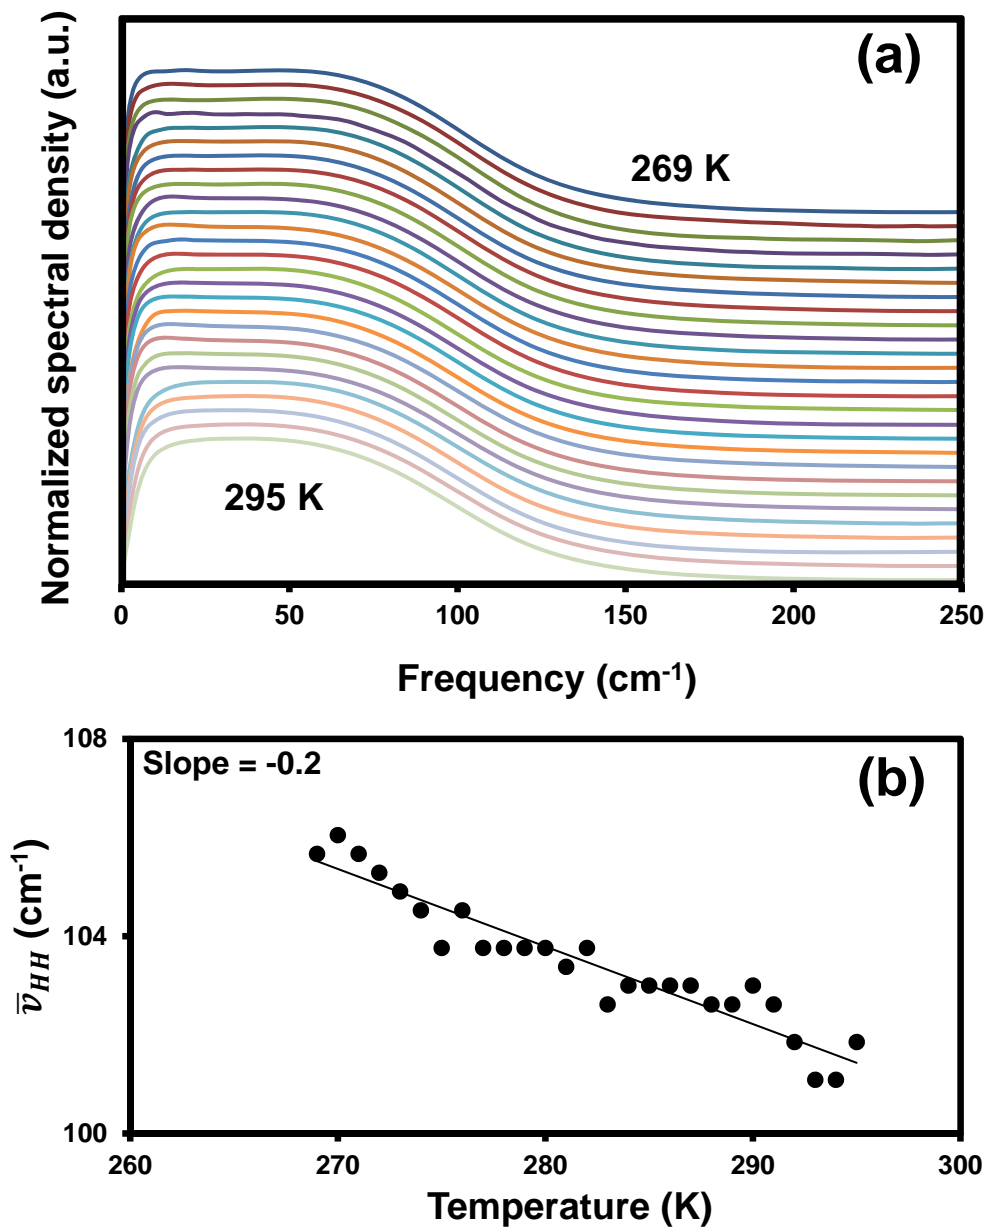 Normalized spectral density (a.u.)
(a)
269 K
295 K
0 50 100 150 200 250
Frequency (cm-1)
108
Slope = -0.2
(b)
ν̅HH (cm-1)
104
100
260 270 280 290 300
Temperature (K)